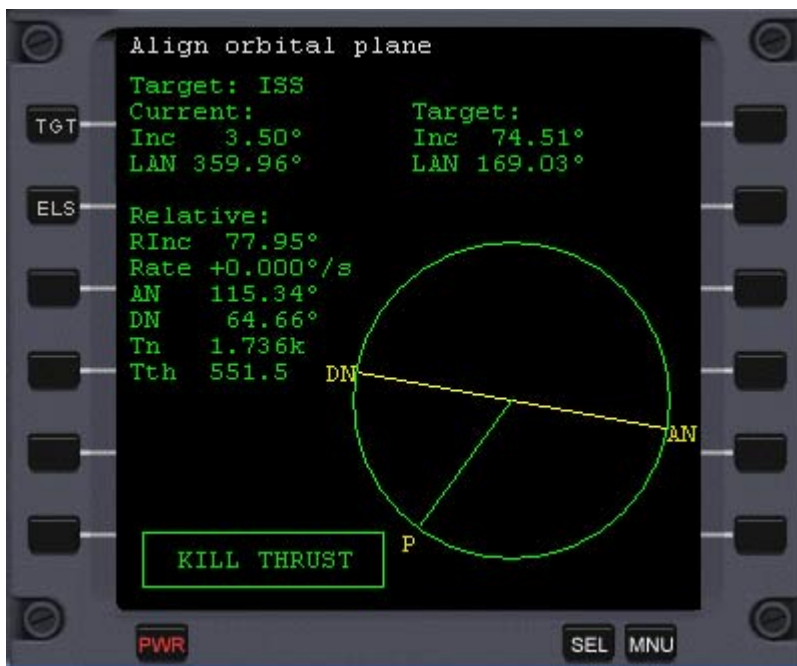 Align orbital plane
Target: ISS
Current: Target:
TGT
Inc 3.50° Inc 74.51°
LAN 359.96° LAN 169.03°
ELS
Relative:
RInc 77.95°
Rate +0.000°/s
AN 115.34°
DN 64.66°
Tn 1.736k
Tth 551.5
DN
AN
P
KILL THRUST
PWR SEL MNU